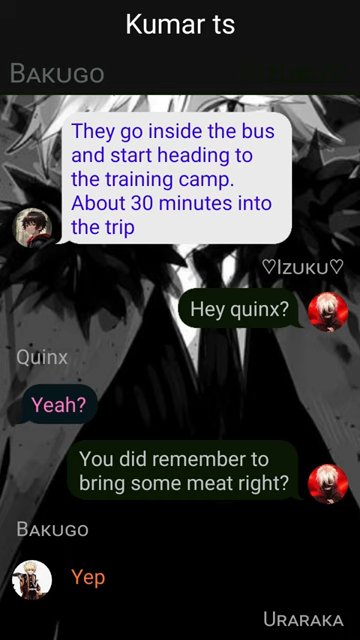 Kumar ts
BAKUGO
They go inside the bus
and start heading to
the training camp.
About 30 minutes into
the trip
♡IZUKU♡
Hey quinx?
Quinx
Yeah?
You did remember to
bring some meat right?
BAKUGO
Yep
URARAKA